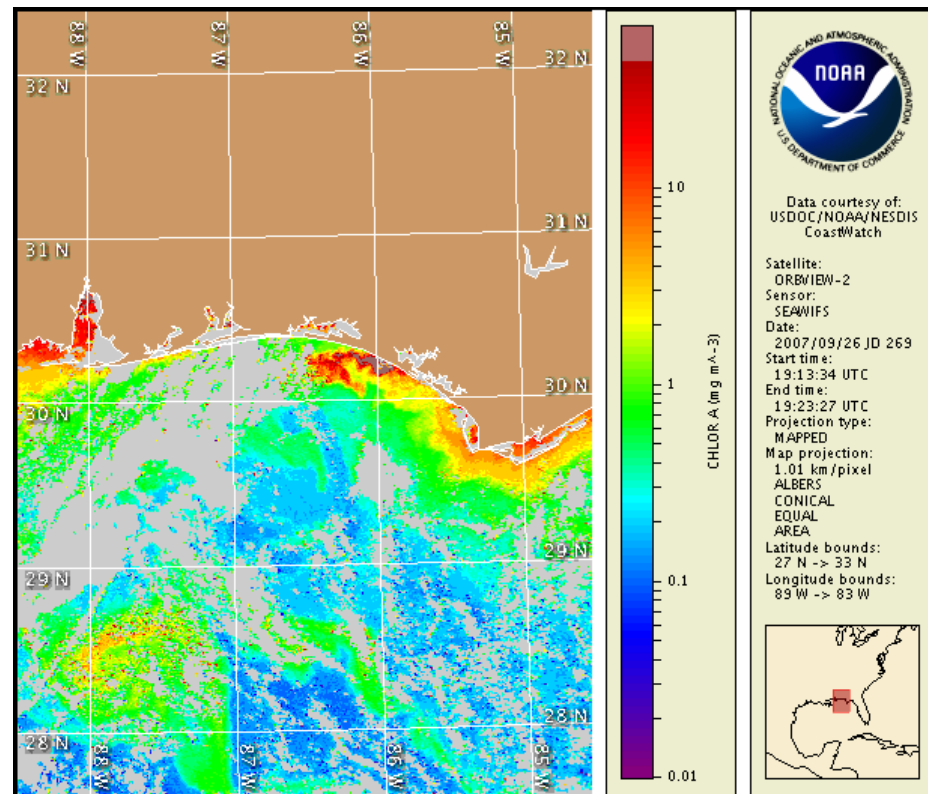 88 W
87 W
86 W
85 W
32 N
32 N
31 N
31 N
30 N
30 N
29 N
29 N
28 N
28 N
88 W
87 W
86 W
85 W
10
1
0.1
0.01
CHLOR A (mg m^-3)
NATIONAL OCEANIC AND ATMOSPHERIC ADMINISTRATION
NOAA
U.S. DEPARTMENT OF COMMERCE
Data courtesy of:
USDOC/NOAA/NESDIS
CoastWatch
Satellite:
ORBVIEW-2
Sensor:
SEAWIFS
Date:
2007/09/26 JD 269
Start time:
19:13:34 UTC
End time:
19:23:27 UTC
Projection type:
MAPPED
Map projection:
1.01 km/pixel
ALBERS
CONICAL
EQUAL
AREA
Latitude bounds:
27 N -> 33 N
Longitude bounds:
89 W -> 83 W